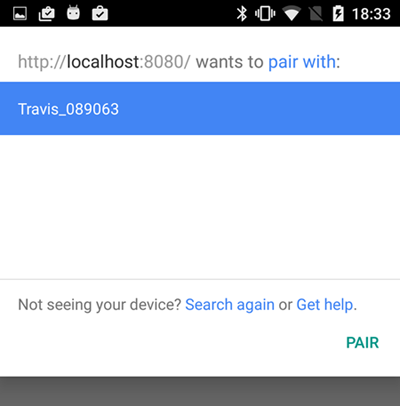 18:33
http://localhost:8080/ wants to pair with:
Travis_089063
Not seeing your device? Search again or Get help.
PAIR